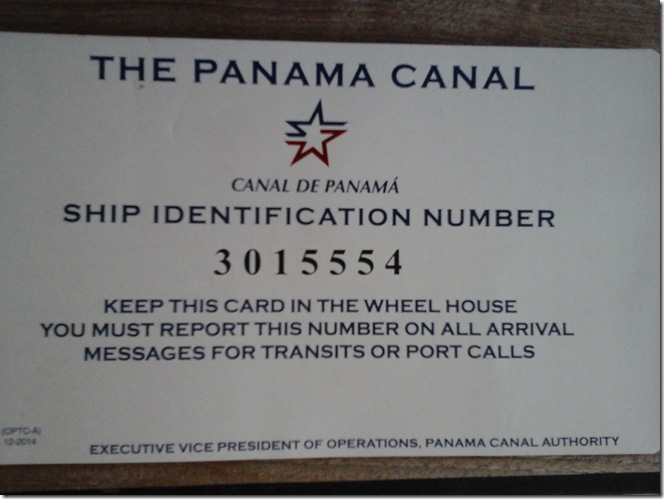 THE PANAMA CANAL
CANAL DE PANAMÁ
SHIP IDENTIFICATION NUMBER
3015554
KEEP THIS CARD IN THE WHEEL HOUSE
YOU MUST REPORT THIS NUMBER ON ALL ARRIVAL
MESSAGES FOR TRANSITS OR PORT CALLS
(OPTC-A)
12-2014
EXECUTIVE VICE PRESIDENT OF OPERATIONS, PANAMA CANAL AUTHORITY